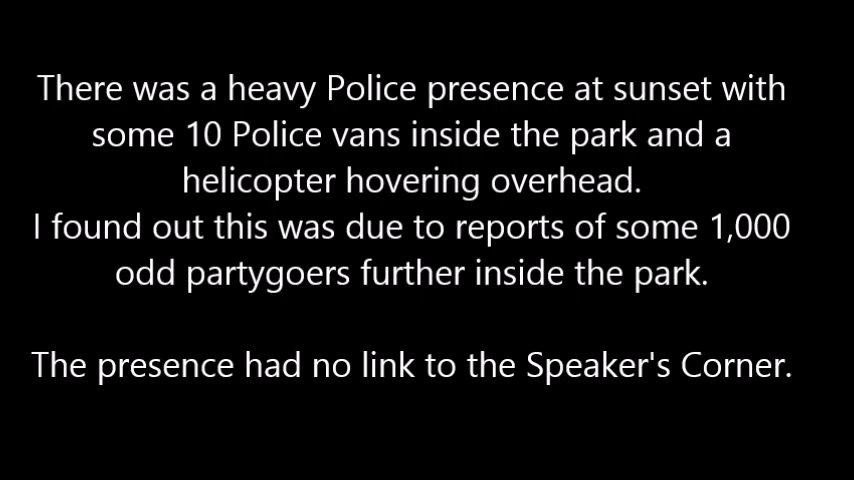 There was a heavy Police presence at sunset with
some 10 Police vans inside the park and a
helicopter hovering overhead.
I found out this was due to reports of some 1,000
odd partygoers further inside the park.
The presence had no link to the Speaker's Corner.